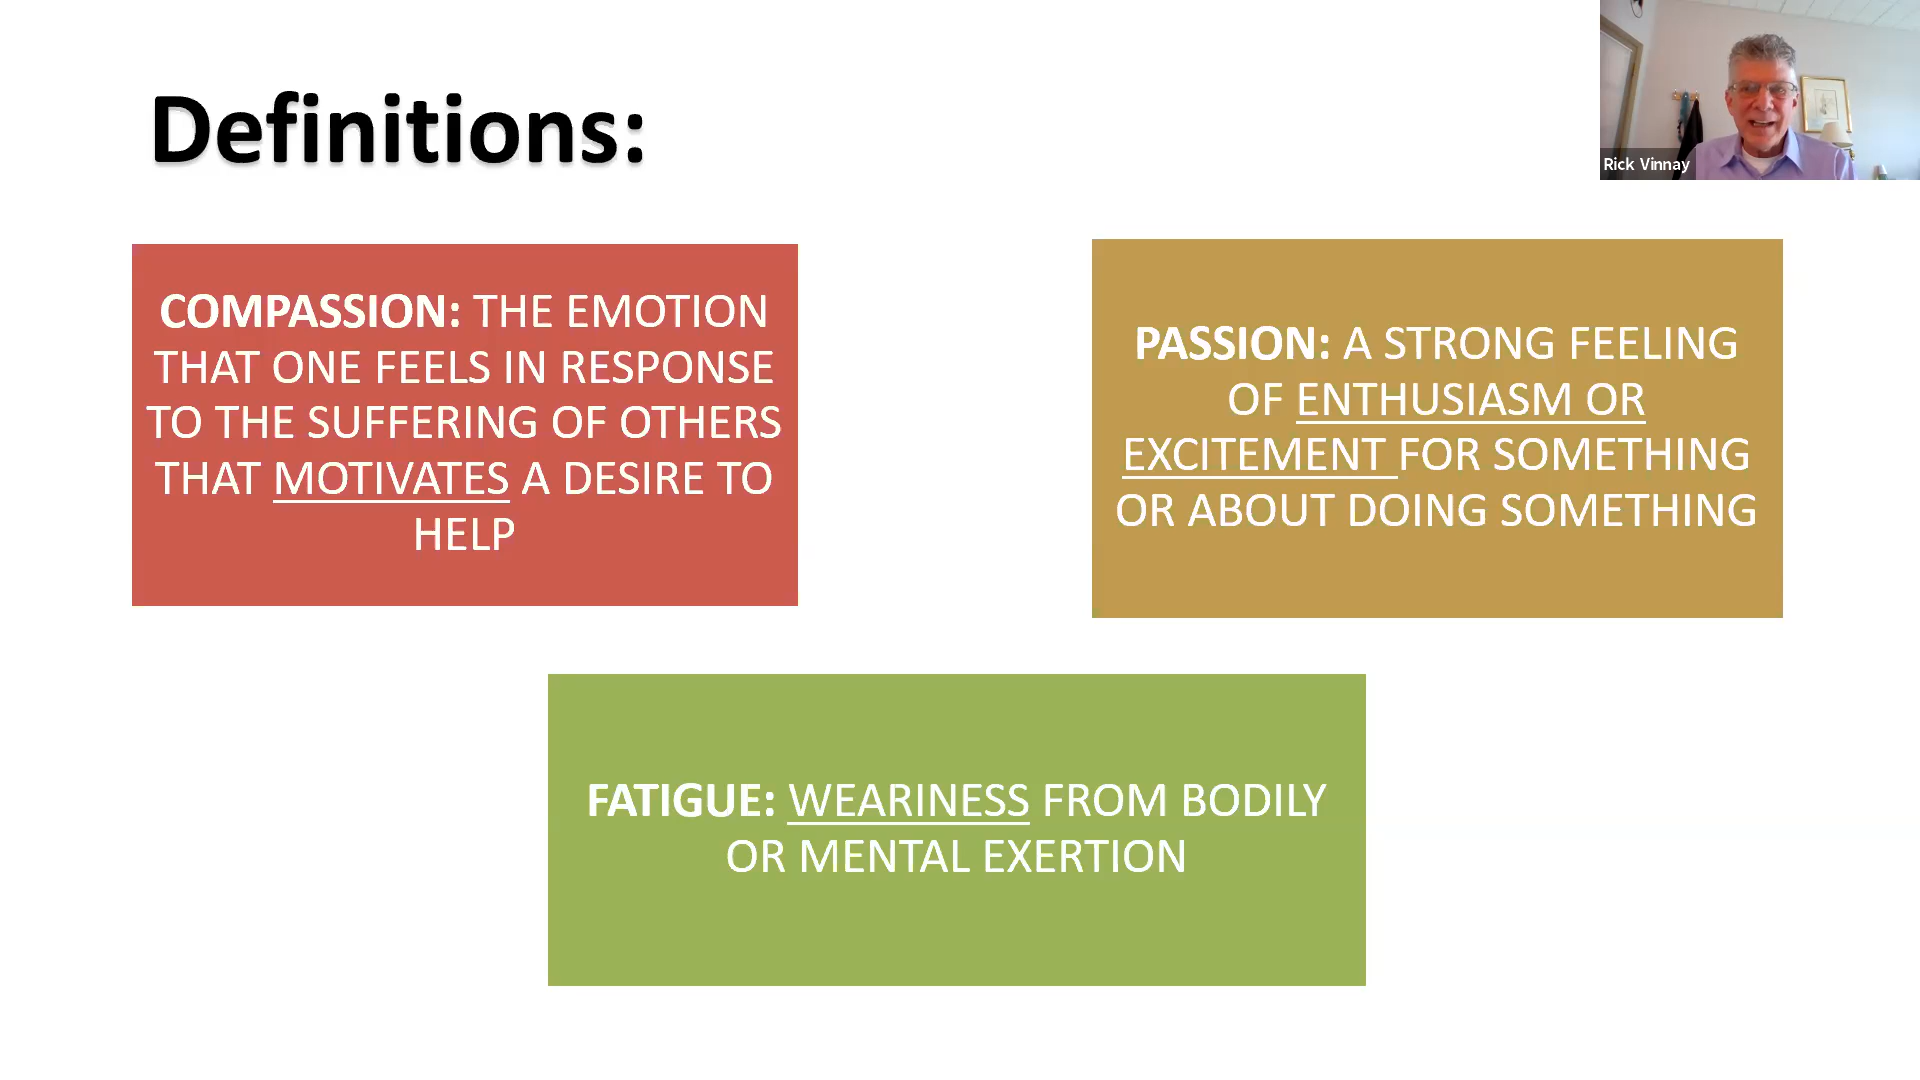 Definitions:
Rick Vinnay
COMPASSION: THE EMOTION
THAT ONE FEELS IN RESPONSE
TO THE SUFFERING OF OTHERS
THAT MOTIVATES A DESIRE TO
HELP
PASSION: A STRONG FEELING
OF ENTHUSIASM OR
EXCITEMENT FOR SOMETHING
OR ABOUT DOING SOMETHING
FATIGUE: WEARINESS FROM BODILY
OR MENTAL EXERTION